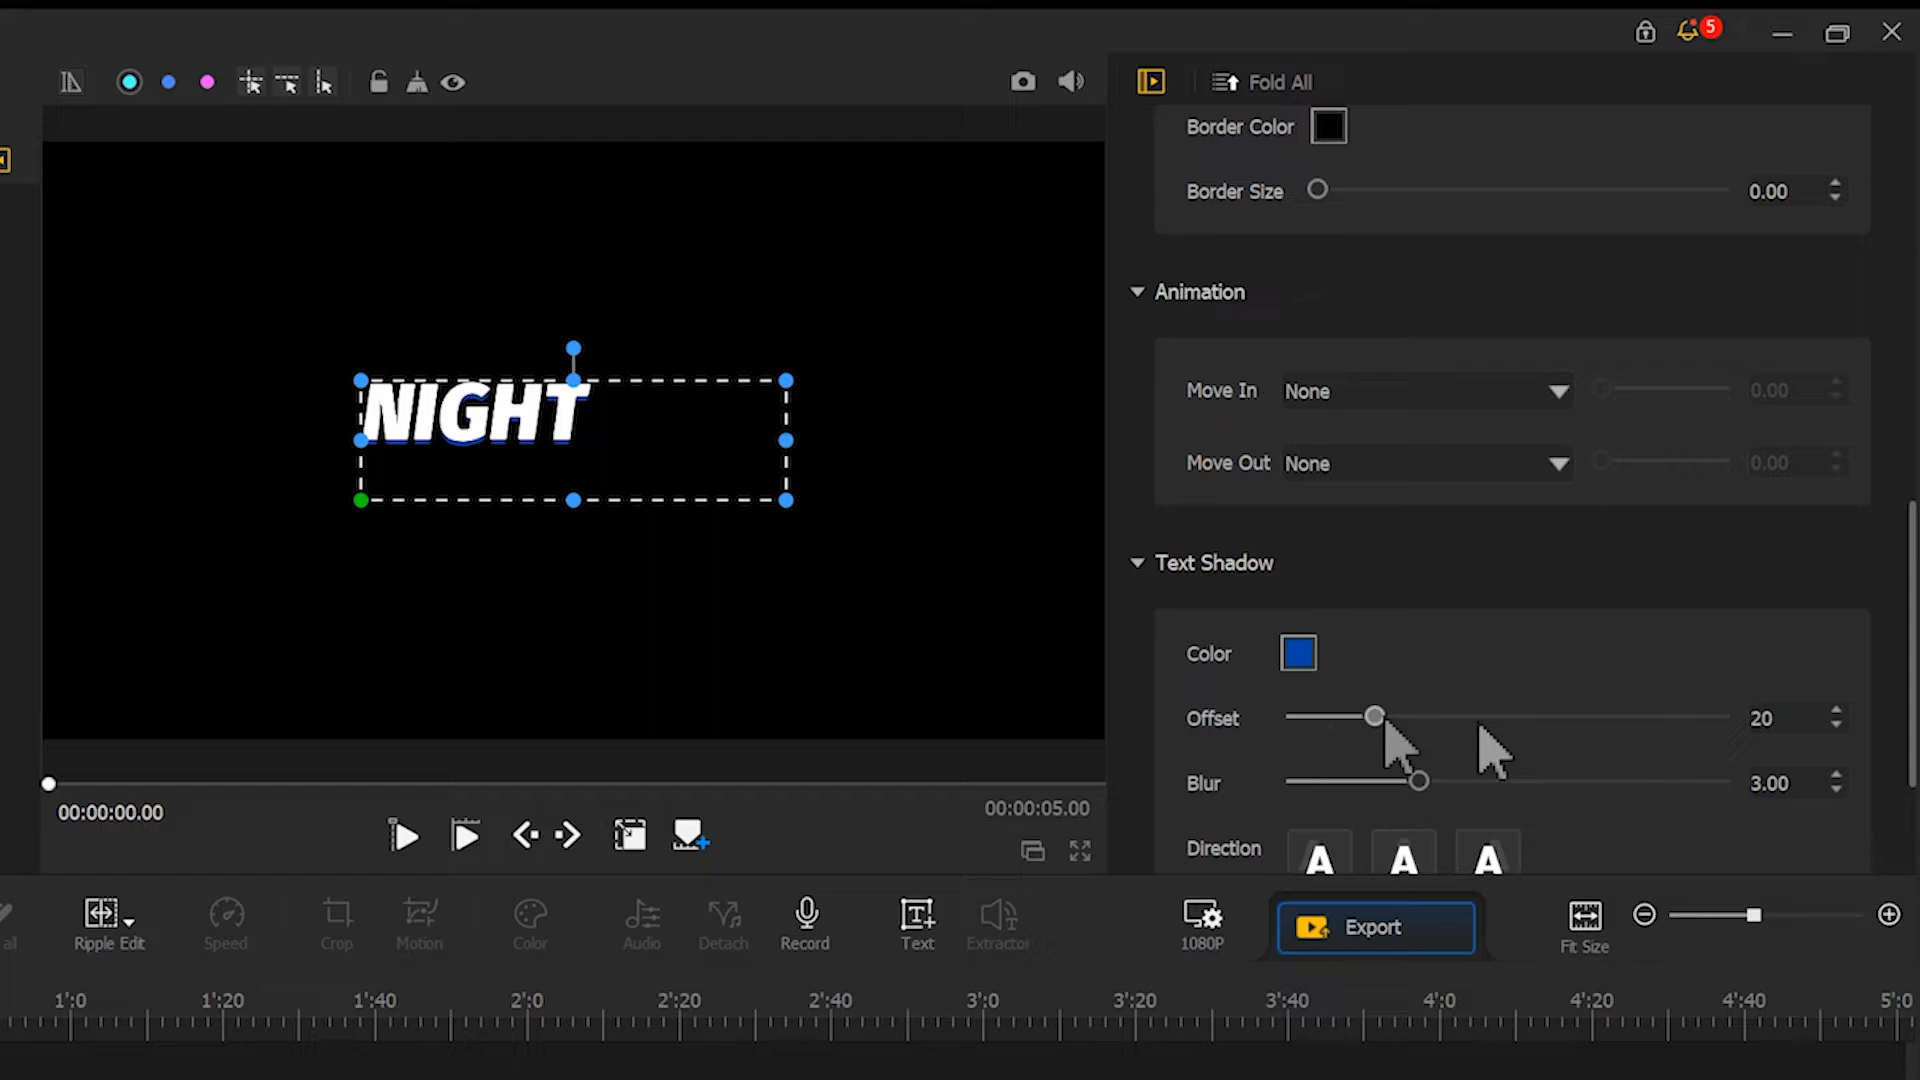 5
Fold All
Border Color
Border Size 0.00
Animation
Move In None 0.00
Move Out None 0.00
NIGHT
Text Shadow
Color
Offset 20
Blur 3.00
Direction A A A
00:00:00.00
00:00:05.00
all
Ripple Edit
Speed
Crop
Motion
Color
Audio
Detach
Record
Text
Extractor
1080P
Export
Fit Size
1':0 1':20 1':40 2':0 2':20 2':40 3':0 3':20 3':40 4':0 4':20 4':40 5':0